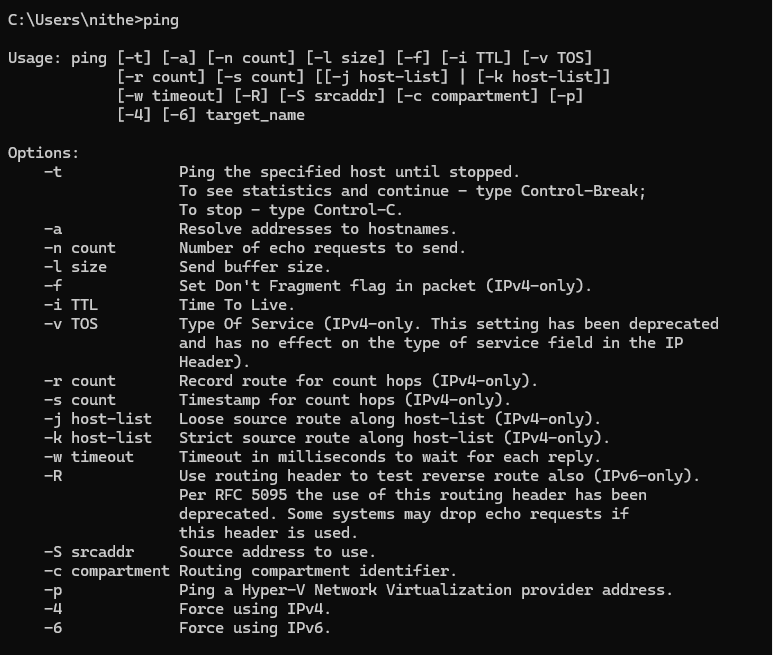 C:\Users\nithe>ping
Usage: ping [-t] [-a] [-n count] [-l size] [-f] [-i TTL] [-v TOS]
            [-r count] [-s count] [[-j host-list] | [-k host-list]]
            [-w timeout] [-R] [-S srcaddr] [-c compartment] [-p]
            [-4] [-6] target_name
Options:
    -t             Ping the specified host until stopped.
                   To see statistics and continue - type Control-Break;
                   To stop - type Control-C.
    -a             Resolve addresses to hostnames.
    -n count       Number of echo requests to send.
    -l size        Send buffer size.
    -f             Set Don't Fragment flag in packet (IPv4-only).
    -i TTL         Time To Live.
    -v TOS         Type Of Service (IPv4-only. This setting has been deprecated
                   and has no effect on the type of service field in the IP
                   Header).
    -r count       Record route for count hops (IPv4-only).
    -s count       Timestamp for count hops (IPv4-only).
    -j host-list   Loose source route along host-list (IPv4-only).
    -k host-list   Strict source route along host-list (IPv4-only).
    -w timeout     Timeout in milliseconds to wait for each reply.
    -R             Use routing header to test reverse route also (IPv6-only).
                   Per RFC 5095 the use of this routing header has been
                   deprecated. Some systems may drop echo requests if
                   this header is used.
    -S srcaddr     Source address to use.
    -c compartment Routing compartment identifier.
    -p             Ping a Hyper-V Network Virtualization provider address.
    -4             Force using IPv4.
    -6             Force using IPv6.